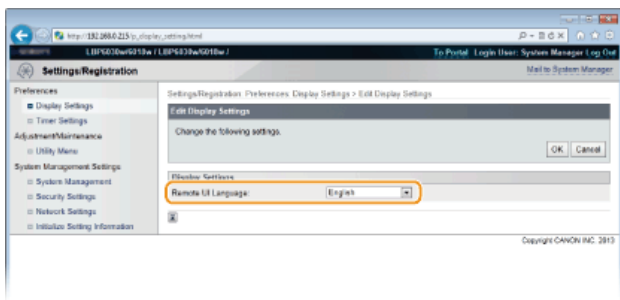 http://192.168.0.215/p_display_setting.html
LBP6030w/6018w / LBP6030w/6018w /
To Portal Login User: System Manager Log Out
Settings/Registration
Mail to System Manager
Preferences
Settings/Registration: Preferences: Display Settings > Edit Display Settings
Display Settings
Edit Display Settings
Timer Settings
Change the following settings.
Adjustment/Maintenance
Utility Menu
OK Cancel
System Management Settings
Display Settings
System Management
Remote UI Language: English
Security Settings
Network Settings
Initialize Setting Information
Copyright CANON INC. 2013